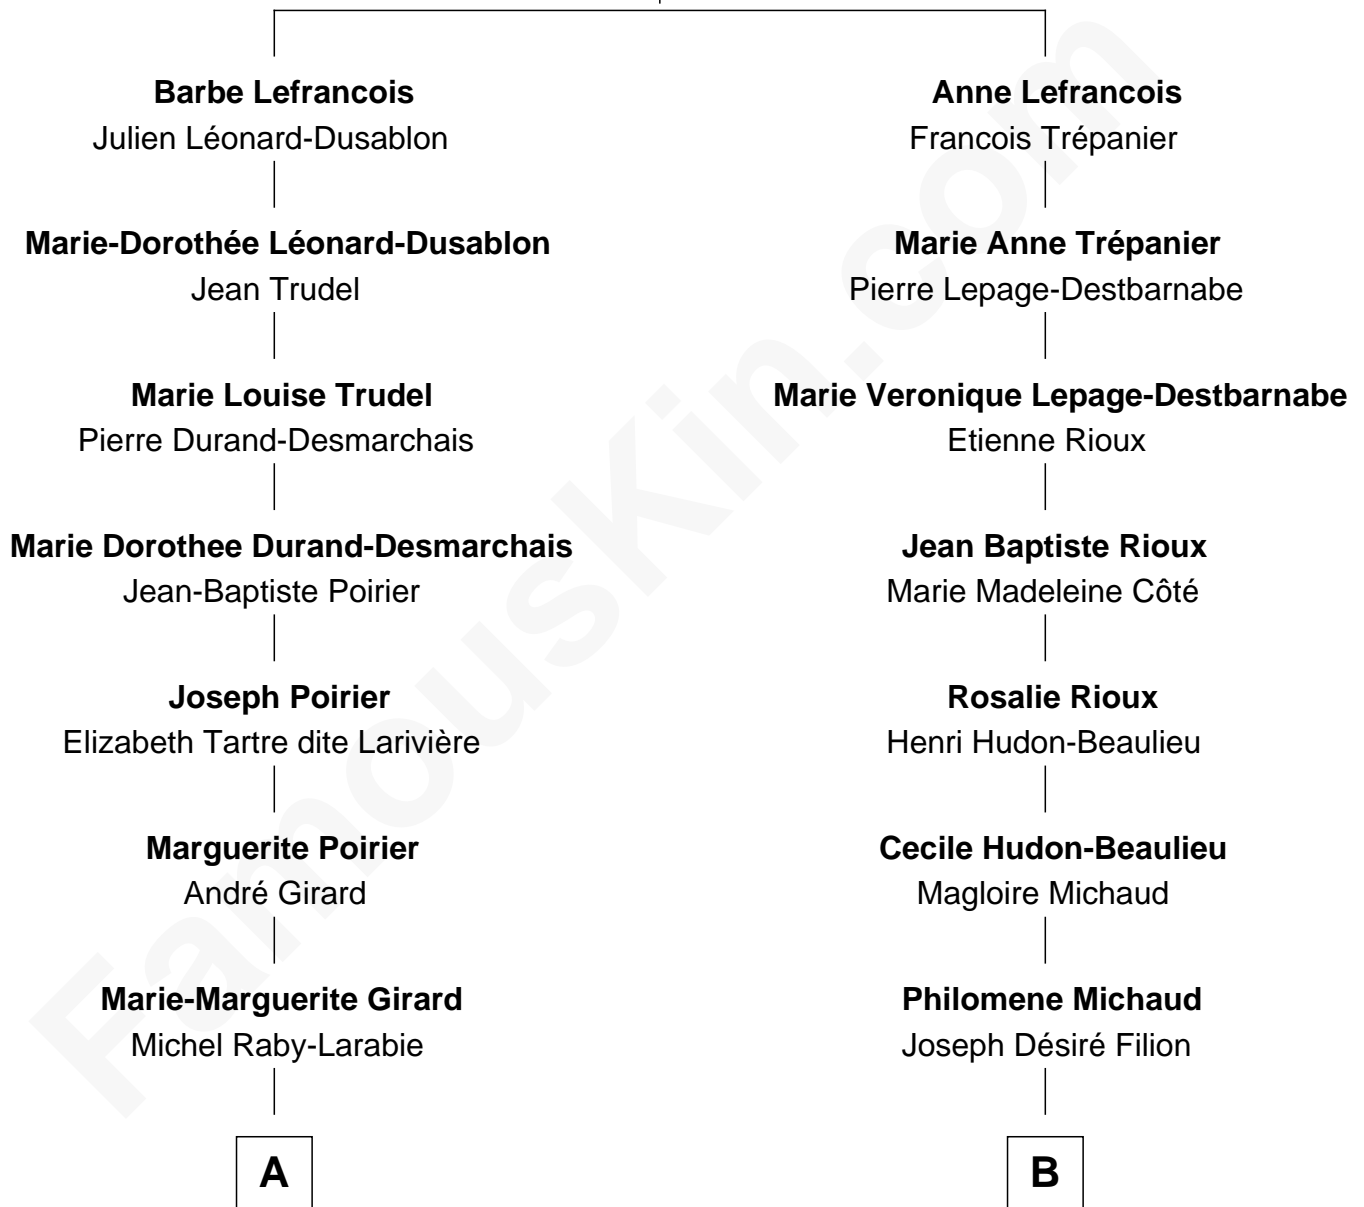 Barbe Lefrancois
Julien Léonard-Dusablon
Marie-Dorothée Léonard-Dusablon
Jean Trudel
Marie Louise Trudel
Pierre Durand-Desmarchais
Marie Dorothee Durand-Desmarchais
Jean-Baptiste Poirier
Joseph Poirier
Elizabeth Tartre dite Larivière
Marguerite Poirier
André Girard
Marie-Marguerite Girard
Michel Raby-Larabie
A
Anne Lefrancois
Francois Trépanier
Marie Anne Trépanier
Pierre Lepage-Destbarnabe
Marie Veronique Lepage-Destbarnabe
Etienne Rioux
Jean Baptiste Rioux
Marie Madeleine Côté
Rosalie Rioux
Henri Hudon-Beaulieu
Cecile Hudon-Beaulieu
Magloire Michaud
Philomene Michaud
Joseph Désiré Filion
B
FamousKin.com